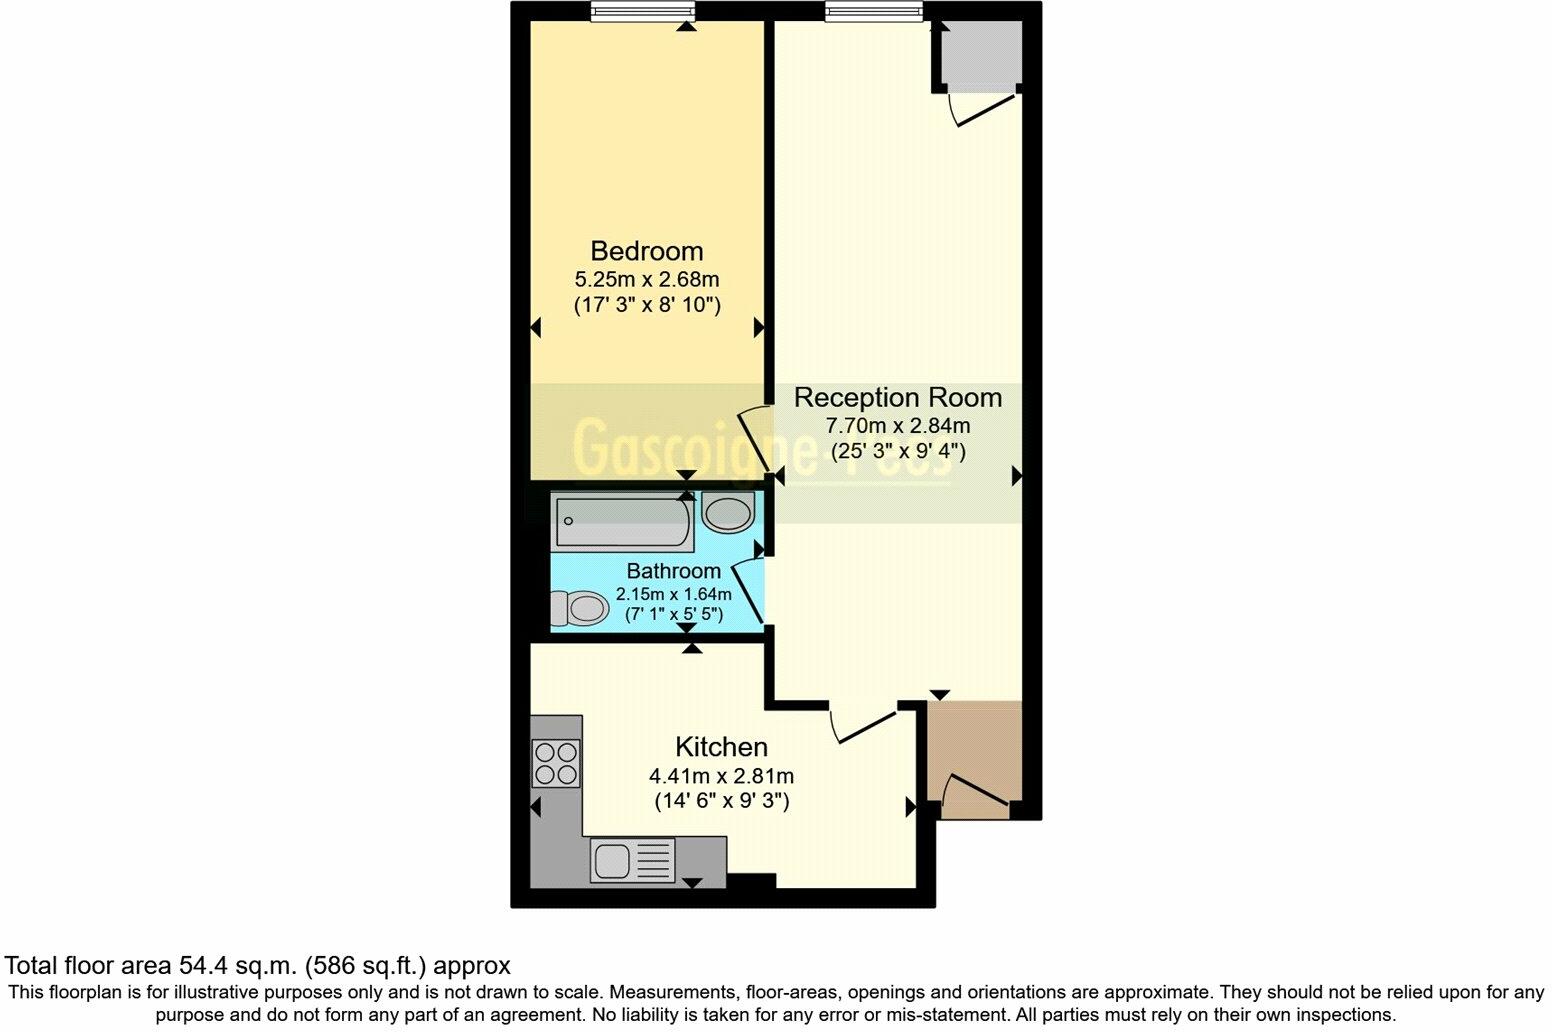 Bedroom
5.25m x 2.68m
(17' 3" x 8' 10")
Reception Room
7.70m x 2.84m
(25' 3" x 9' 4")
Gascoigne-Pees
Bathroom
2.15m x 1.64m
(7' 1" x 5' 5")
Kitchen
4.41m x 2.81m
(14' 6" x 9' 3")
Total floor area 54.4 sq.m. (586 sq.ft.) approx
This floorplan is for illustrative purposes only and is not drawn to scale. Measurements, floor-areas, openings and orientations are approximate. They should not be relied upon for any
purpose and do not form any part of an agreement. No liability is taken for any error or mis-statement. All parties must rely on their own inspections.